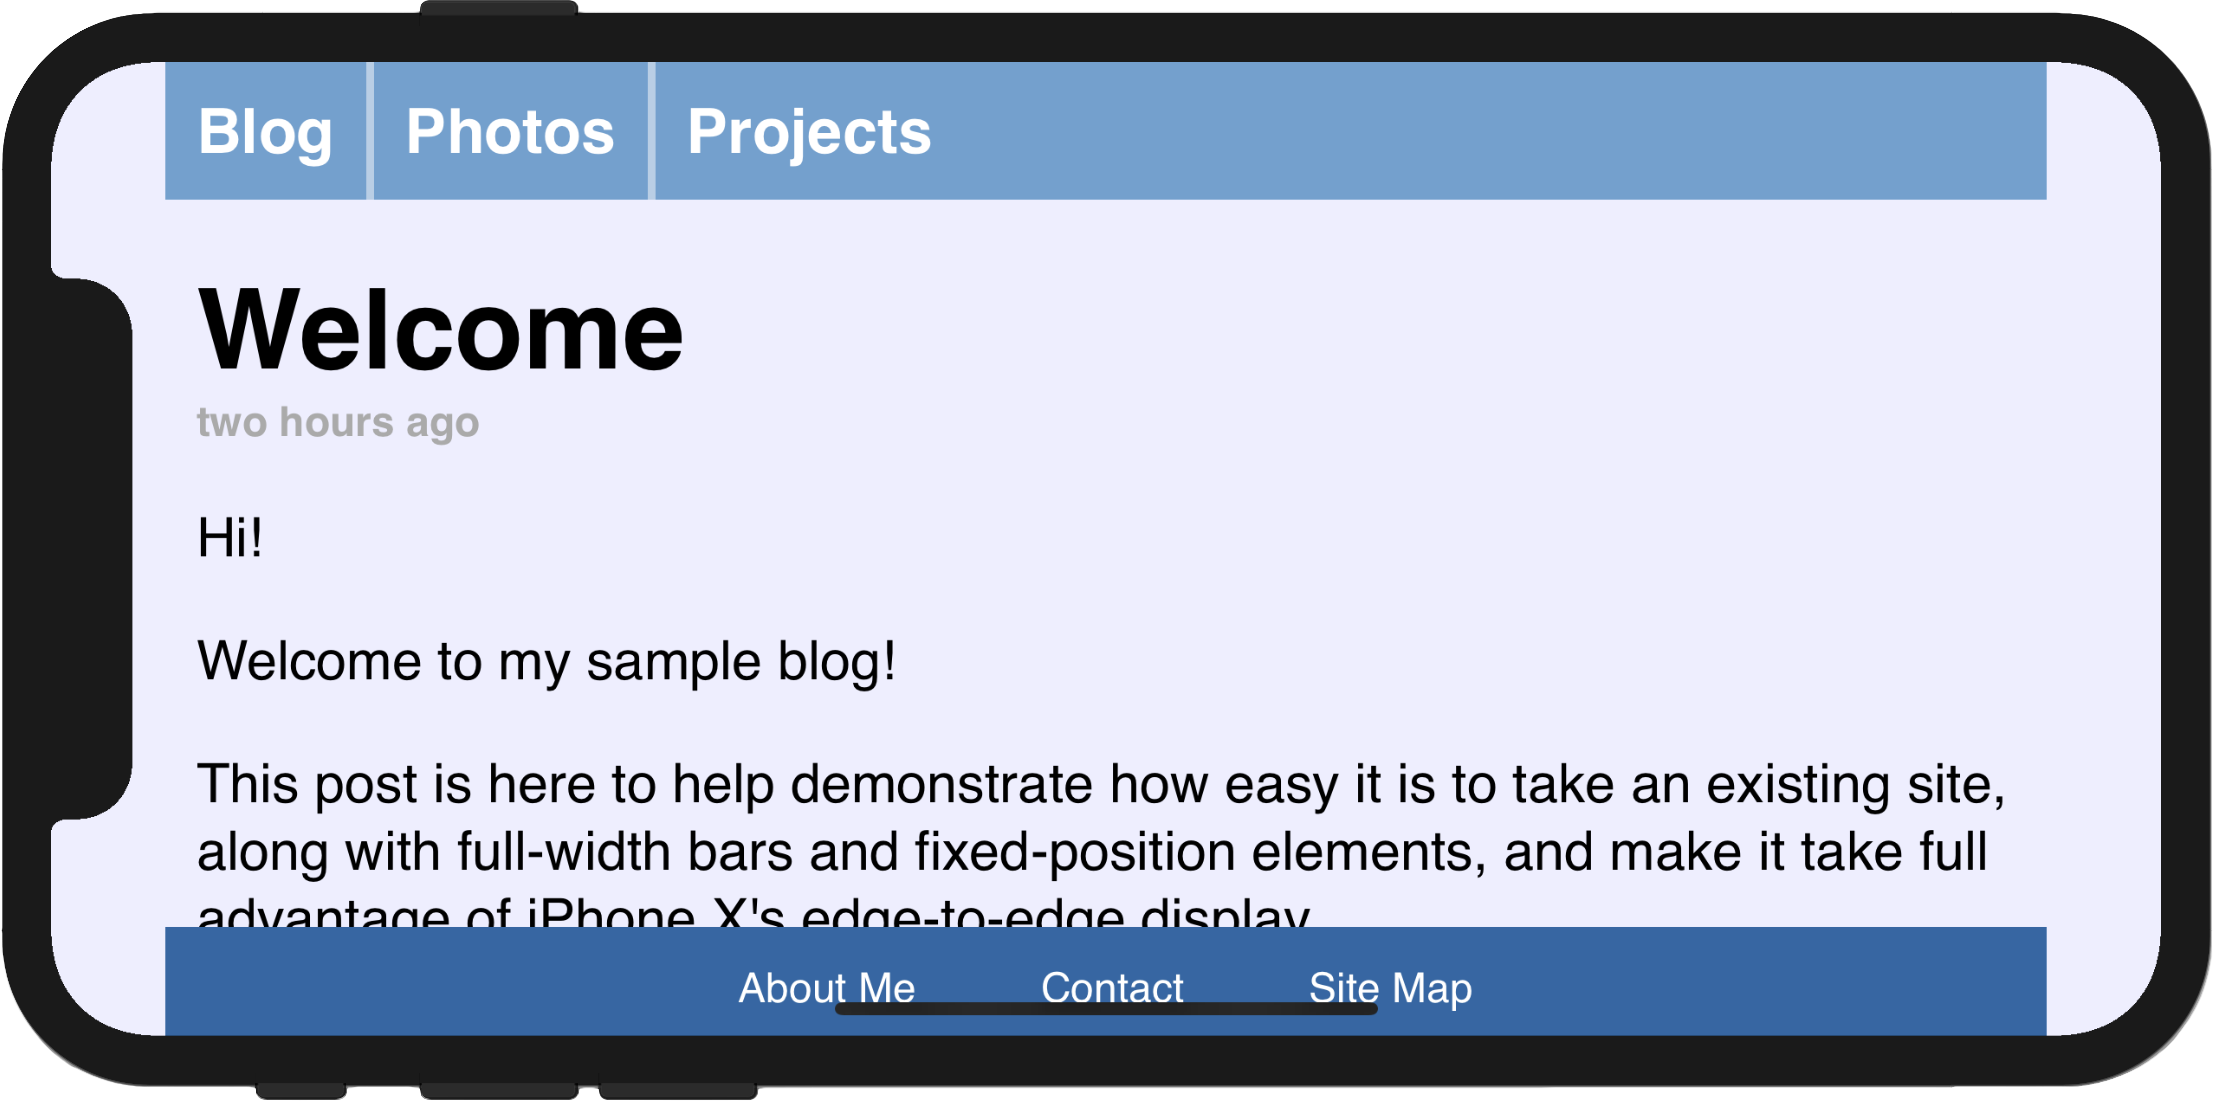 Blog Photos Projects
Welcome
two hours ago
Hi!
Welcome to my sample blog!
This post is here to help demonstrate how easy it is to take an existing site,
along with full-width bars and fixed-position elements, and make it take full
advantage of iPhone X's edge-to-edge display
About Me Contact Site Map